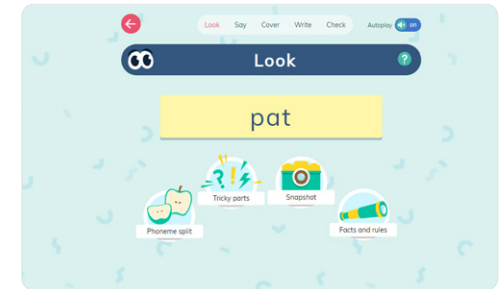 Look Say Cover Write Check Autoplay on
Look ?
pat
?!
Tricky parts
Snapshot
Phoneme split
Facts and rules